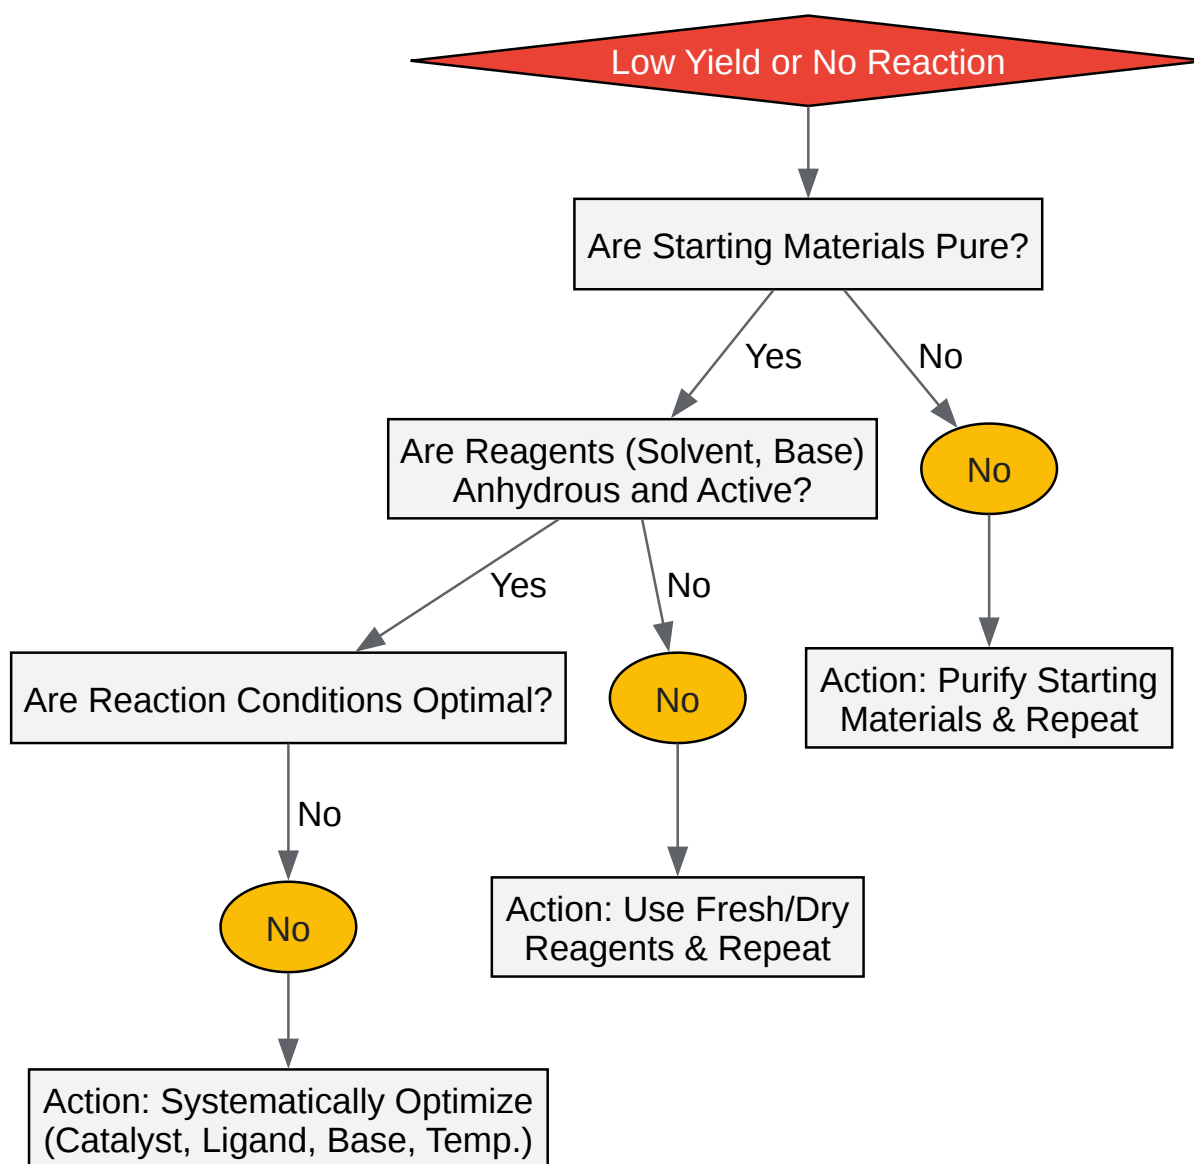 Low Yield or No Reaction
Are Starting Materials Pure?
Yes
No
Are Reagents (Solvent, Base)
Anhydrous and Active?
No
Yes
No
Action: Purify Starting
Materials & Repeat
Are Reaction Conditions Optimal?
No
No
Action: Use Fresh/Dry
Reagents & Repeat
No
Action: Systematically Optimize
(Catalyst, Ligand, Base, Temp.)